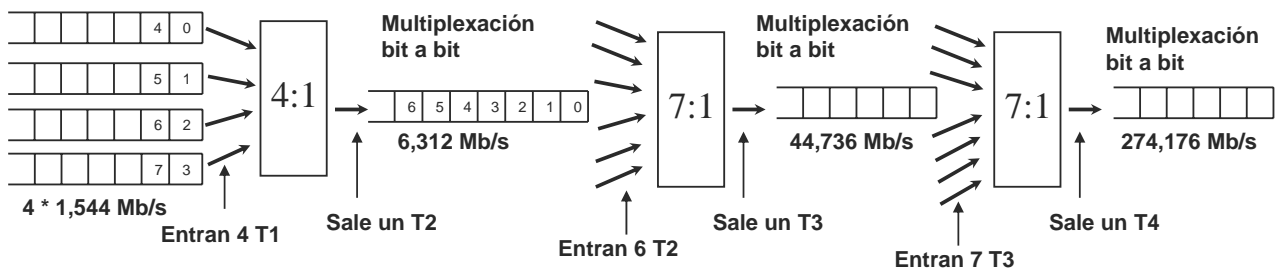 4 0
5 1
6 2
7 3
4 * 1,544 Mb/s
Entran 4 T1
4:1
Multiplexación
bit a bit
6 5 4 3 2 1 0
6,312 Mb/s
Sale un T2
Entran 6 T2
7:1
Multiplexación
bit a bit
44,736 Mb/s
Sale un T3
Entran 7 T3
7:1
Multiplexación
bit a bit
274,176 Mb/s
Sale un T4